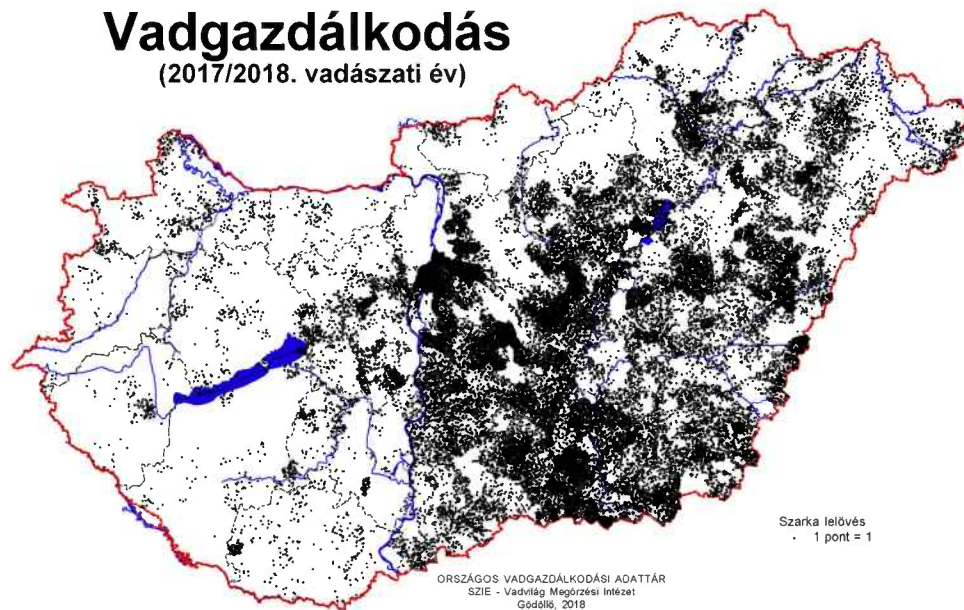 Vadgazdálkodás
(2017/2018. vadászati év)
Szarka lelövés
· 1 pont = 1
ORSZÁGOS VADGAZDÁLKODÁSI ADATTÁR
SZIE - Vadvilág Megőrzési Intézet
Gödöllő, 2018